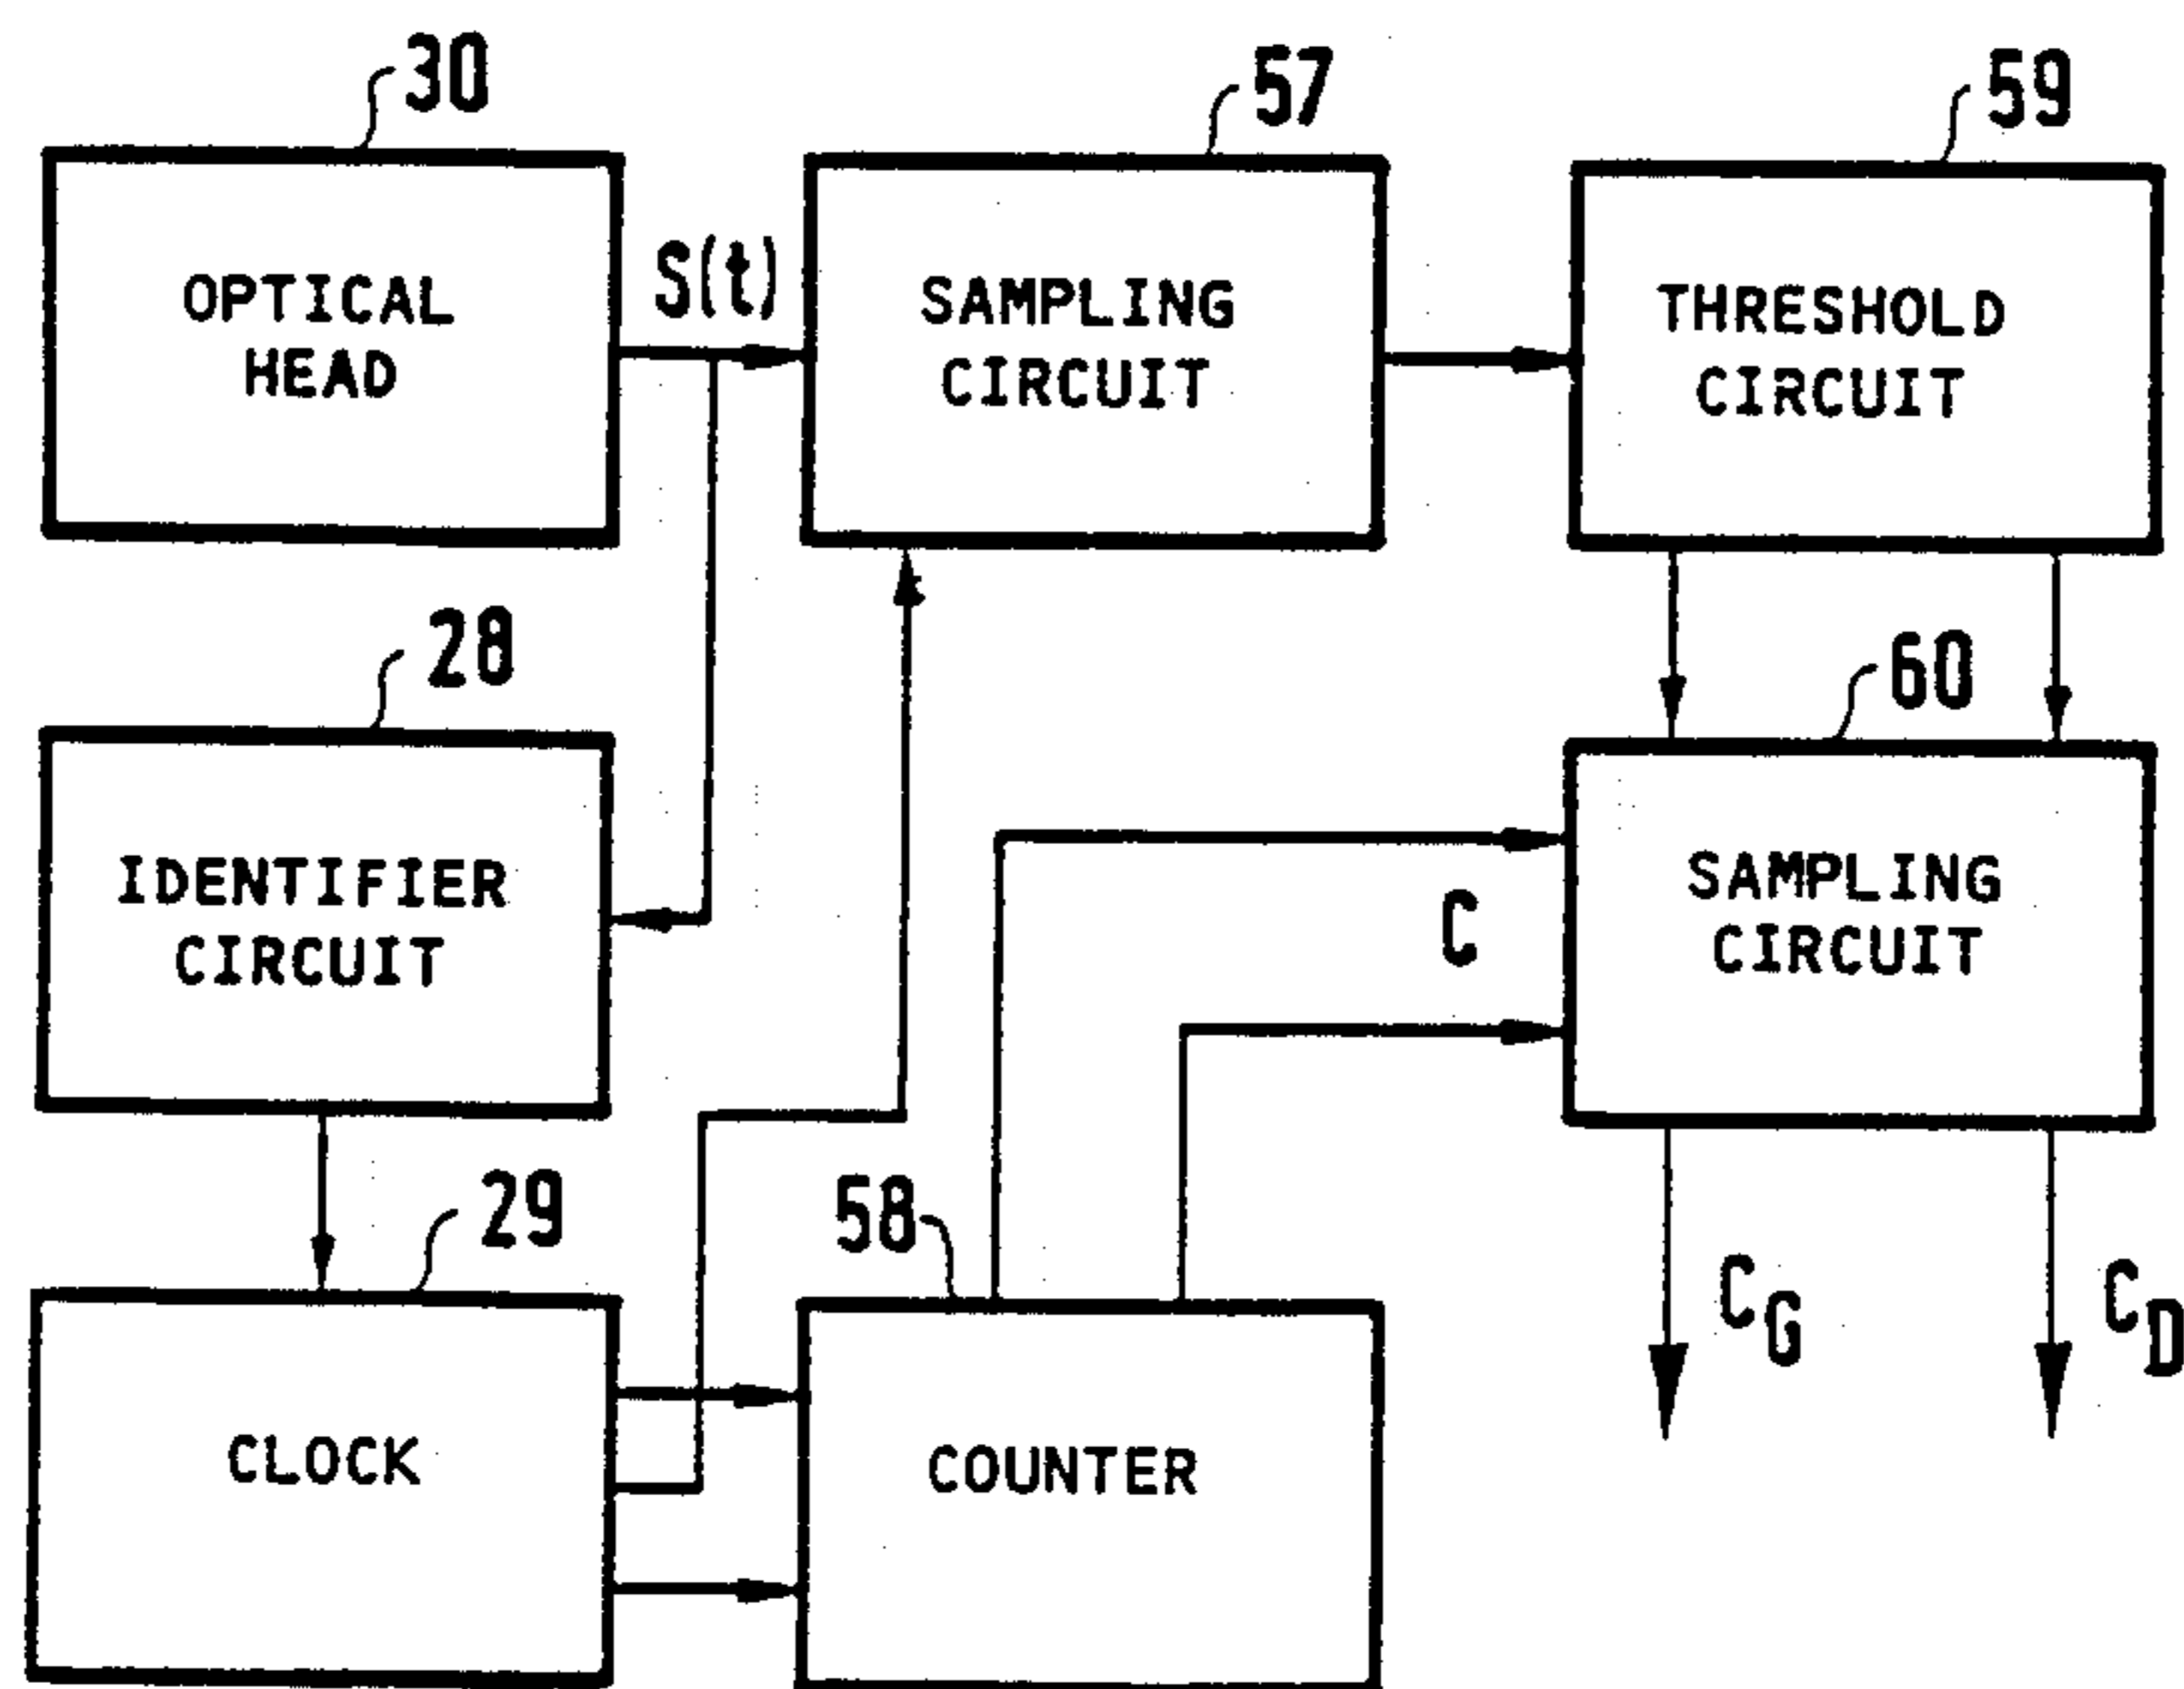 30
57
59
OPTICAL
HEAD
S(t)
SAMPLING
CIRCUIT
THRESHOLD
CIRCUIT
28
60
IDENTIFIER
CIRCUIT
C
SAMPLING
CIRCUIT
29
58
CG
CD
CLOCK
COUNTER